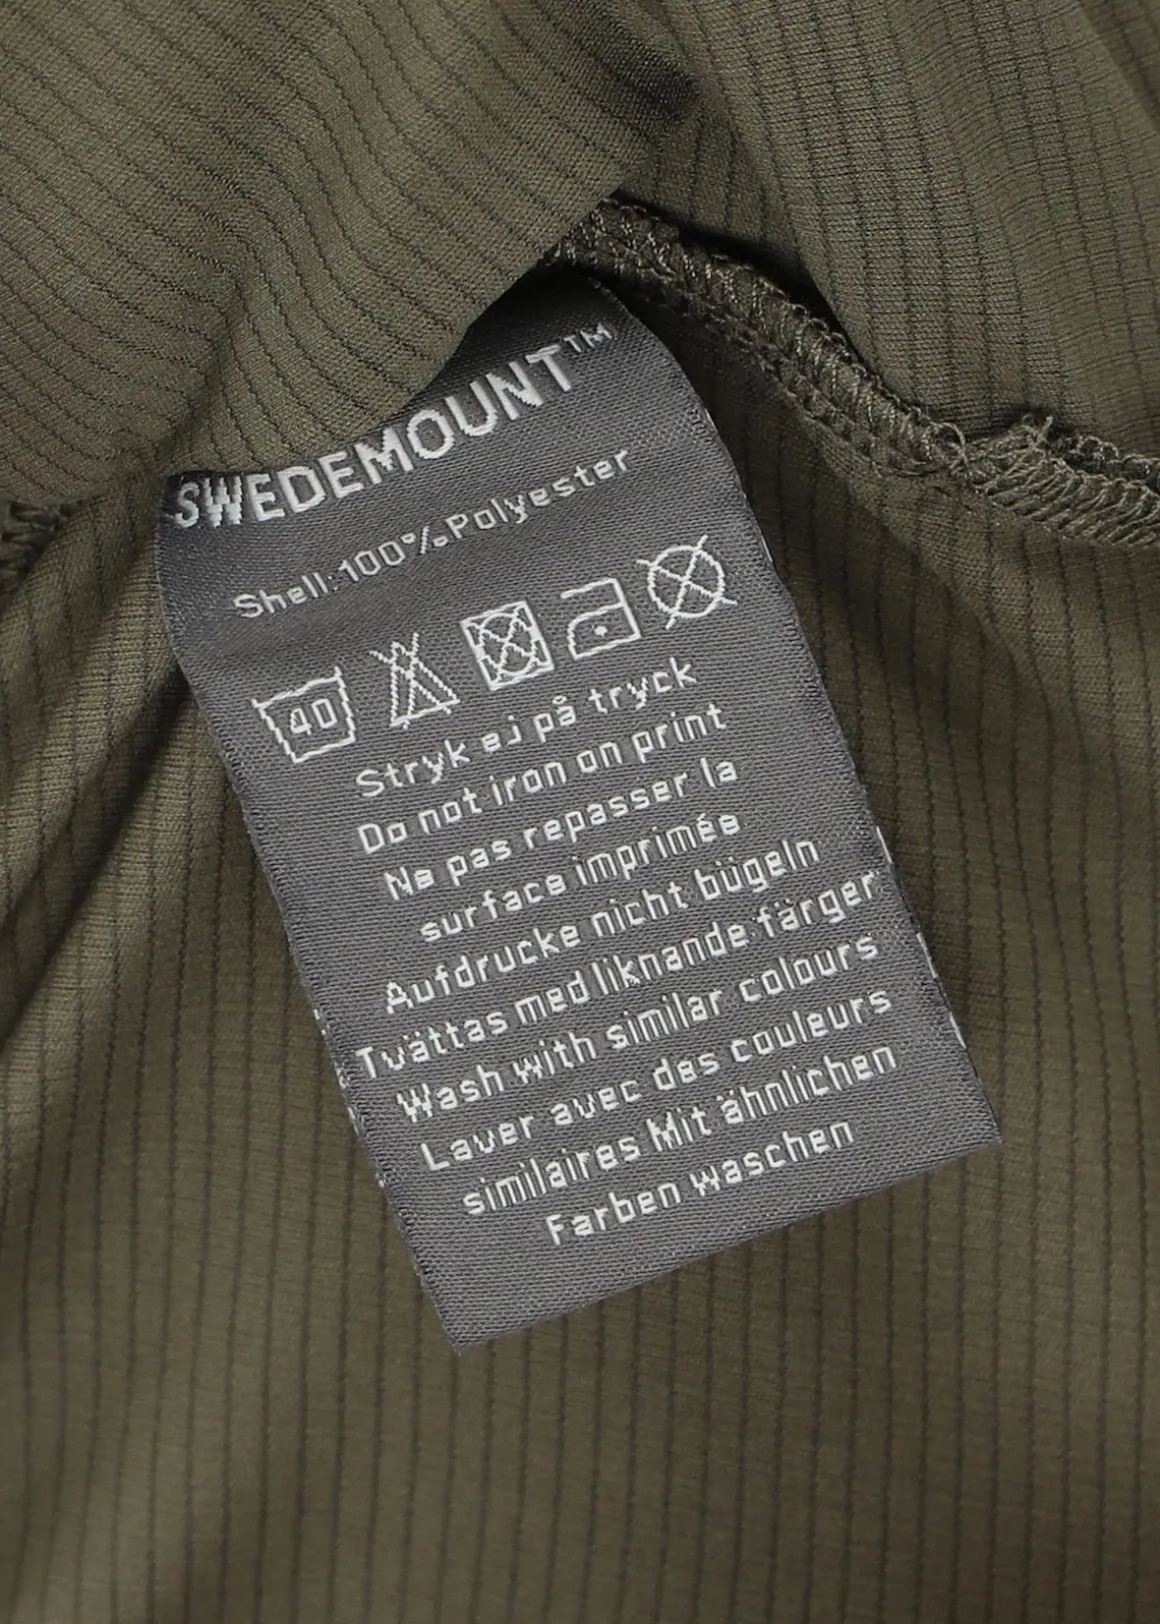 SWEDEMOUNT™
Shell:100%Polyester
40
Stryk ej på tryck
Do not iron on print
Ne pas repasser la
surface imprimée
Aufdrucke nicht bügeln
Tvättas med liknande färger
Wash with similar colours
Laver avec des couleurs
similaires Mit ähnlichen
Farben waschen